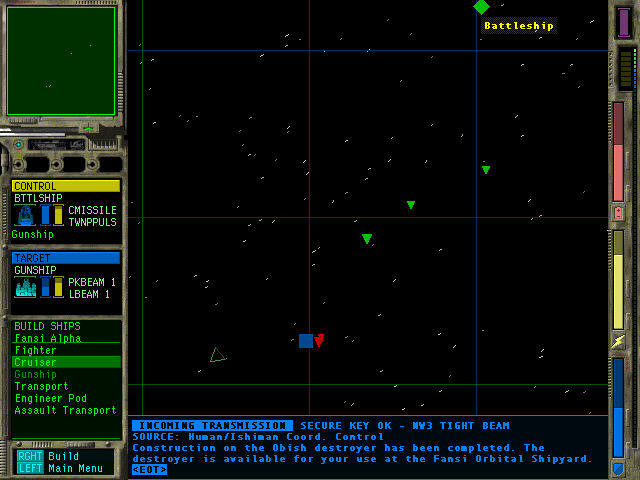 Battleship
CONTROL
BTTLSHIP
CMISSILE
TWNPPULS
Gunship
TARGET
GUNSHIP
PKBEAM 1
LBEAM 1
BUILD SHIPS
Fansi Alpha
Fighter
Cruiser
Gunship
Transport
Engineer Pod
Assault Transport
RGHT Build
LEFT Main Menu
INCOMING TRANSMISSION SECURE KEY OK - NW3 TIGHT BEAM
SOURCE: Human/Ishiman Coord. Control
Construction on the Obish destroyer has been completed. The
destroyer is available for your use at the Fansi Orbital Shipyard.
<EOT>